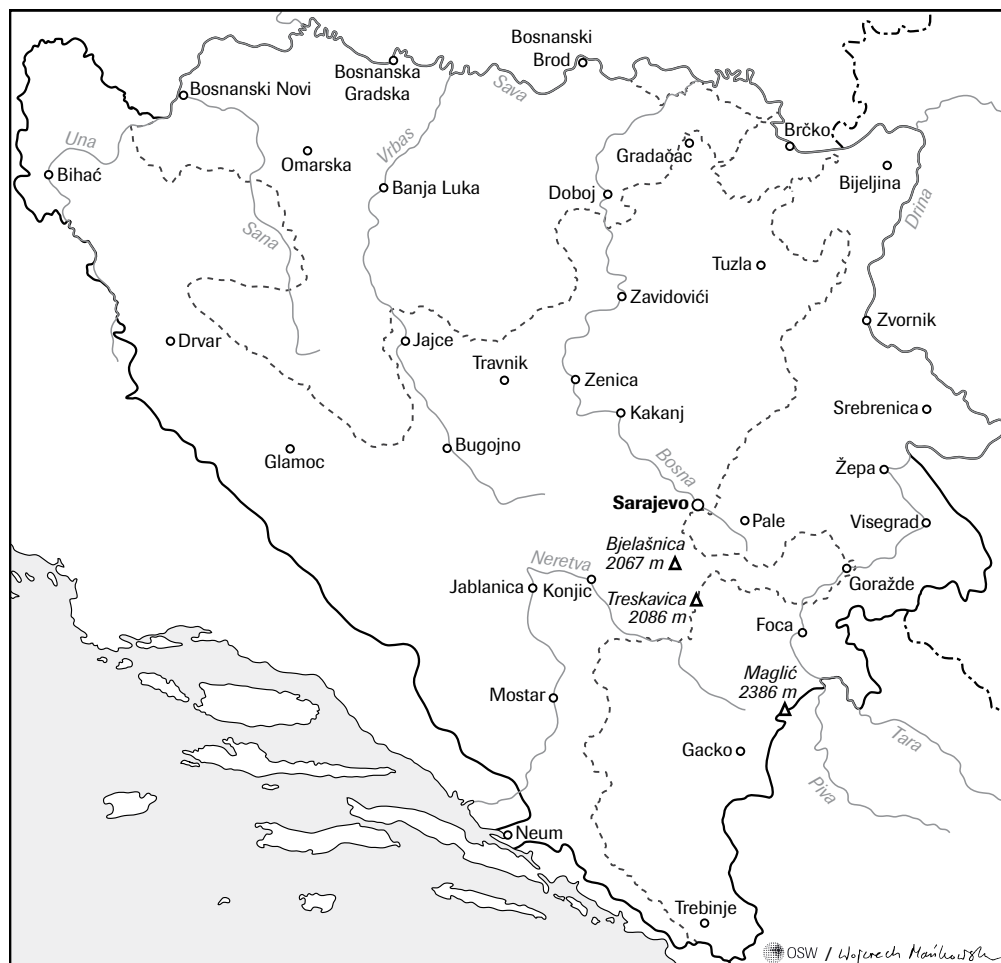 Bosnanski
Brod
Bosnanska
Gradska
Sava
Bosnanski Novi
Vrbas
Brčko
Una
Gradačac
Omarska
Bihać
Banja Luka
Doboj
Bijeljina
Drina
Sana
Tuzla
Zavidovići
Zvornik
Drvar
Jajce
Travnik
Zenica
Kakanj
Srebrenica
Glamoc
Bugojno
Bosna
Žepa
Sarajevo
Pale
Visegrad
Bjelašnica
2067 m
Neretva
Jablanica
Konjic
Goražde
Treskavica
2086 m
Foca
Maglić
2386 m
Mostar
Tara
Gacko
Piva
Neum
Trebinje
OSW / Wojciech Mańkowski